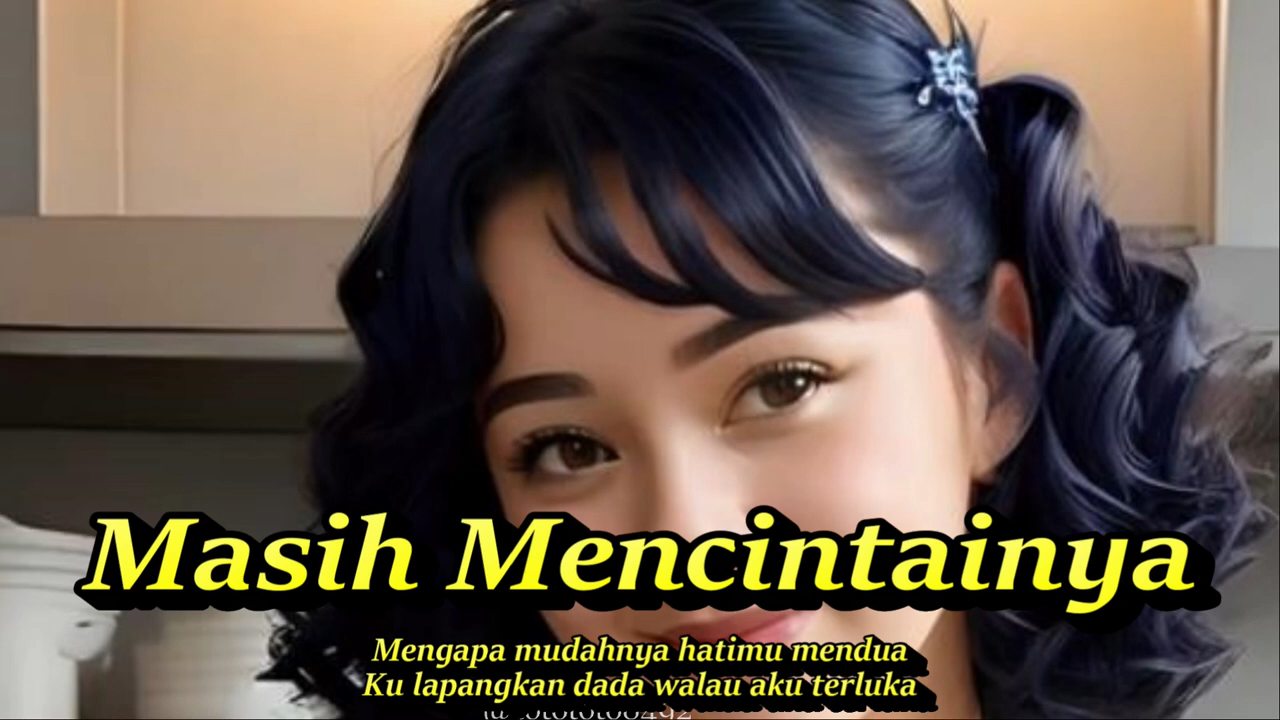 Masih Mencintainya
Mengapa mudahnya hatimu mendua
Ku lapangkan dada walau aku terluka